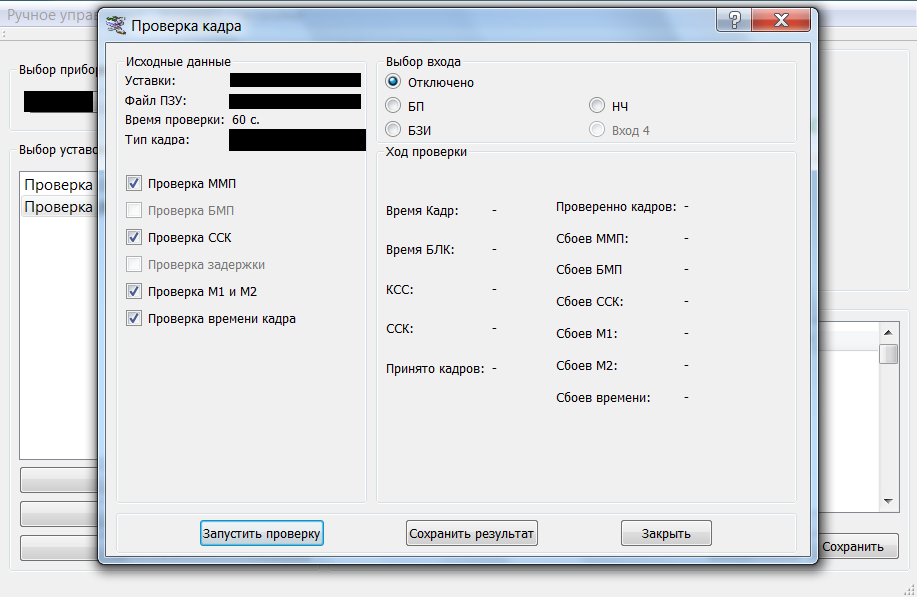 Ручное упра
Проверка кадра
Выбор прибор
Выбор уставо
Проверка
Проверка
Исходные данные
Уставки:
Файл ПЗУ:
Время проверки: 60 с.
Тип кадра:
Проверка ММП
Проверка БМП
Проверка ССК
Проверка задержки
Проверка М1 и М2
Проверка времени кадра
Выбор входа
Отключено
БП
НЧ
БЗИ
Вход 4
Ход проверки
Время Кадр: -
Время БЛК: -
КСС: -
ССК: -
Принято кадров: -
Проверенно кадров: -
Сбоев ММП: -
Сбоев БМП -
Сбоев ССК: -
Сбоев М1: -
Сбоев М2: -
Сбоев времени: -
Запустить проверку
Сохранить результат
Закрыть
Сохранить